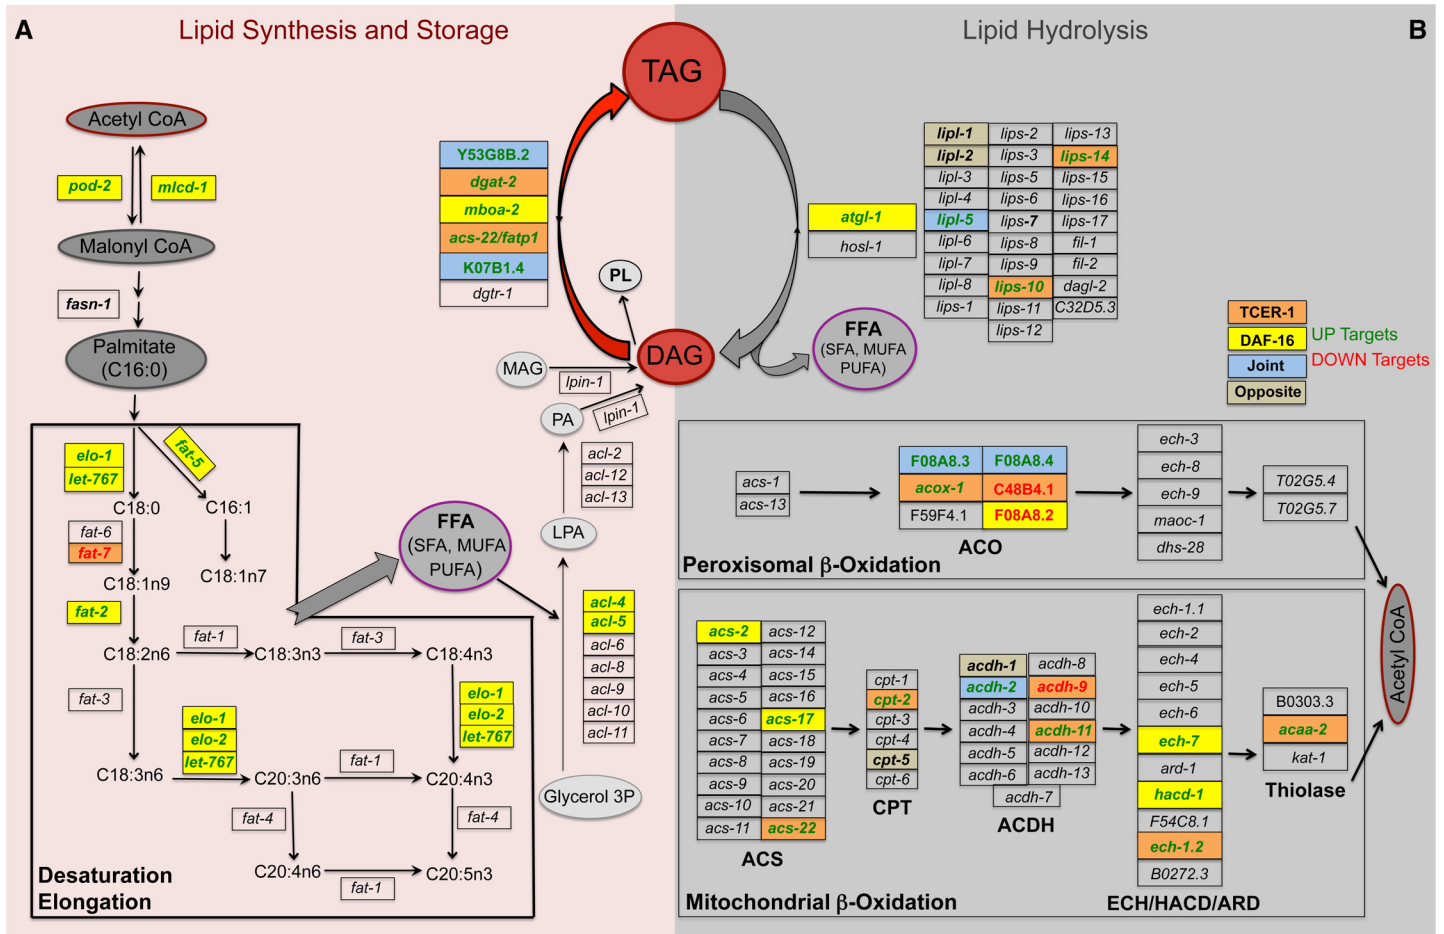 A
Lipid Synthesis and Storage
Lipid Hydrolysis
B
TAG
Acetyl CoA
pod-2
mlcd-1
Malonyl CoA
fasn-1
Palmitate
(C16:0)
Y53G8B.2
dgat-2
mboa-2
acs-22/fatp1
K07B1.4
dgtr-1
PL
DAG
MAG
lpin-1
PA
lpin-1
acl-2
acl-12
acl-13
LPA
acl-4
acl-5
acl-6
acl-8
acl-9
acl-10
acl-11
Glycerol 3P
FFA
(SFA, MUFA
PUFA)
elo-1
let-767
fat-5
C18:0
C16:1
fat-6
fat-7
C18:1n9
C18:1n7
fat-2
C18:2n6
fat-1
C18:3n3
fat-3
C18:4n3
fat-3
elo-1
elo-2
let-767
elo-1
elo-2
let-767
C18:3n6
C20:3n6
fat-1
C20:4n3
fat-4
fat-4
C20:4n6
fat-1
C20:5n3
Desaturation
Elongation
atgl-1
hosl-1
lipl-1
lipl-2
lipl-3
lipl-4
lipl-5
lipl-6
lipl-7
lipl-8
lips-1
lips-2
lips-3
lips-5
lips-6
lips-7
lips-8
lips-9
lips-10
lips-11
lips-12
lips-13
lips-14
lips-15
lips-16
lips-17
fil-1
fil-2
dagl-2
C32D5.3
FFA
(SFA, MUFA
PUFA)
TCER-1
DAF-16
Joint
Opposite
UP Targets
DOWN Targets
acs-1
acs-13
F08A8.3
F08A8.4
acox-1
C48B4.1
F59F4.1
F08A8.2
ACO
ech-3
ech-8
ech-9
maoc-1
dhs-28
T02G5.4
T02G5.7
Peroxisomal β-Oxidation
Acetyl CoA
acs-2
acs-3
acs-4
acs-5
acs-6
acs-7
acs-8
acs-9
acs-10
acs-11
acs-12
acs-14
acs-15
acs-16
acs-17
acs-18
acs-19
acs-20
acs-21
acs-22
ACS
cpt-1
cpt-2
cpt-3
cpt-4
cpt-5
cpt-6
CPT
acdh-1
acdh-2
acdh-3
acdh-4
acdh-5
acdh-6
acdh-8
acdh-9
acdh-10
acdh-11
acdh-12
acdh-13
acdh-7
ACDH
ech-1.1
ech-2
ech-4
ech-5
ech-6
ech-7
ard-1
hacd-1
F54C8.1
ech-1.2
B0272.3
ECH/HACD/ARD
B0303.3
acaa-2
kat-1
Thiolase
Mitochondrial β-Oxidation